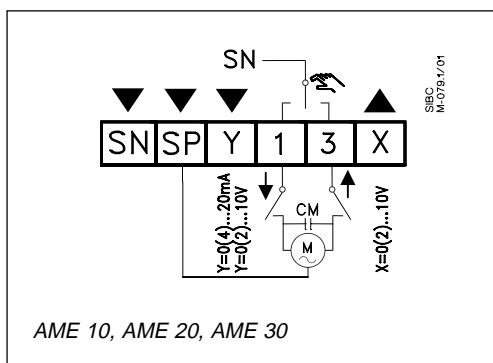 SN
SIBC
M-079.1/01
SN SP Y 1 3 X
Y=0(4)...20mA
Y=0(2)...10V
CM
M
X=0(2)...10V
AME 10, AME 20, AME 30